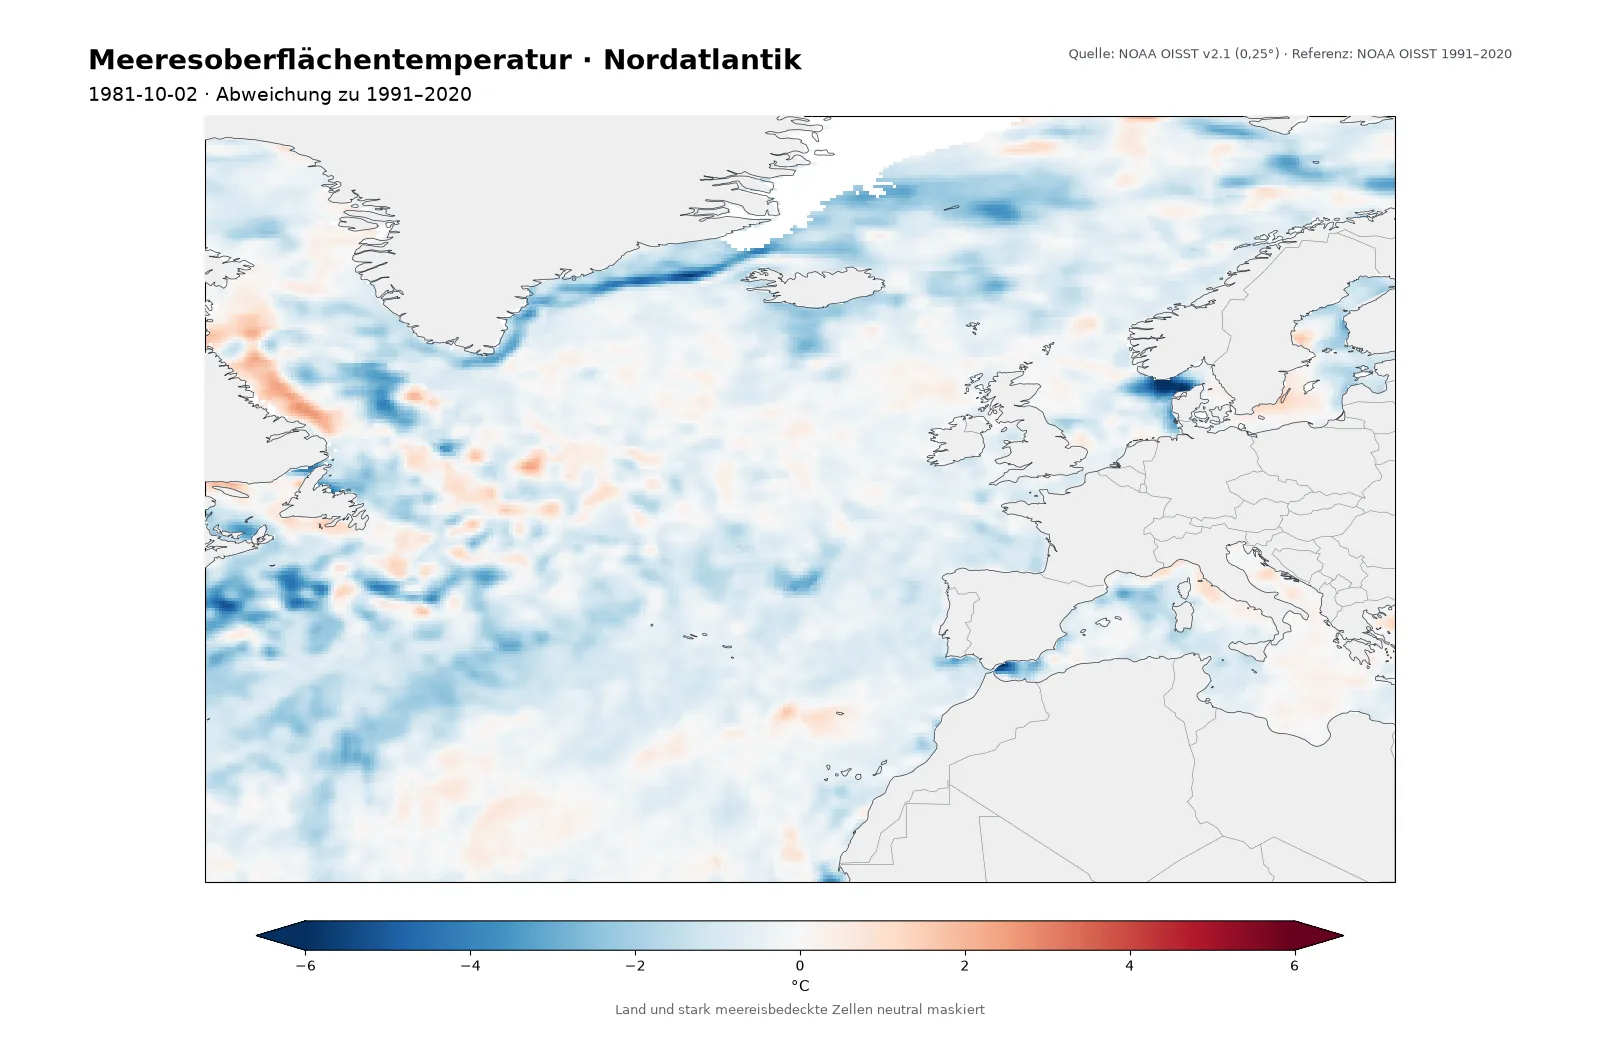 Meeresoberflächentemperatur · Nordatlantik
Quelle: NOAA OISST v2.1 (0,25°) · Referenz: NOAA OISST 1991–2020
1981-10-02 · Abweichung zu 1991–2020
−6 −4 −2 0 2 4 6
°C
Land und stark meereisbedeckte Zellen neutral maskiert